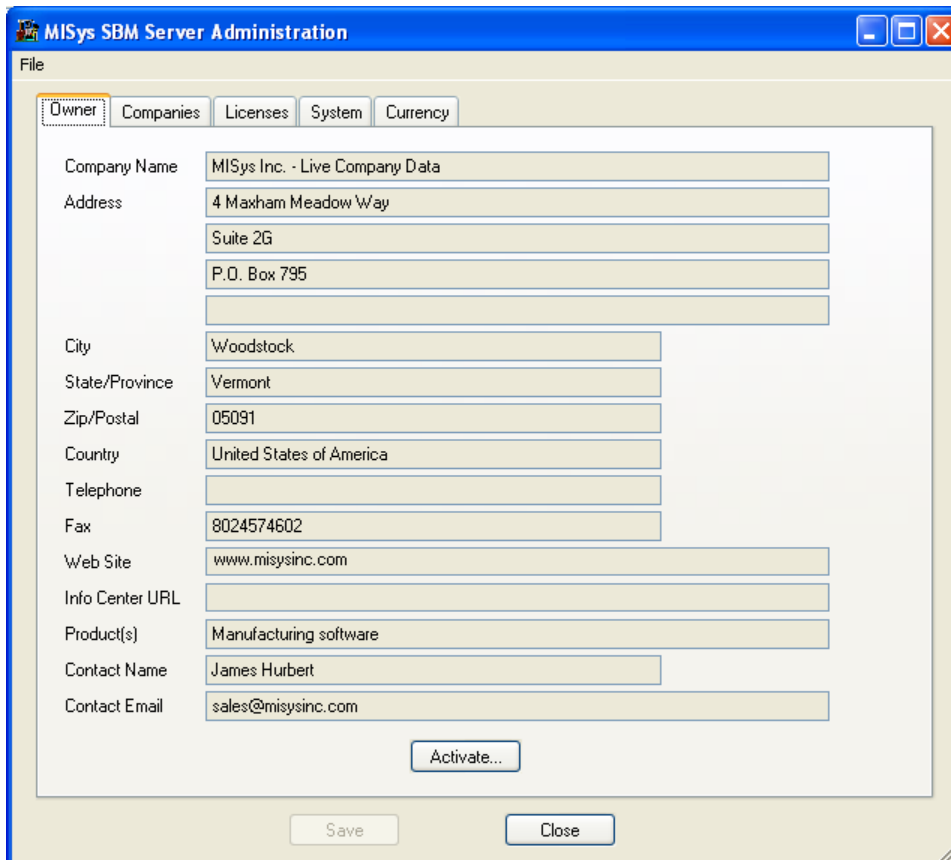 MISys SBM Server Administration
File
Owner Companies Licenses System Currency
Company Name MISys Inc. - Live Company Data
Address 4 Maxham Meadow Way
Suite 2G
P.O. Box 795
City Woodstock
State/Province Vermont
Zip/Postal 05091
Country United States of America
Telephone
Fax 8024574602
Web Site www.misysinc.com
Info Center URL
Product(s) Manufacturing software
Contact Name James Hurbert
Contact Email sales@misysinc.com
Activate...
Save Close